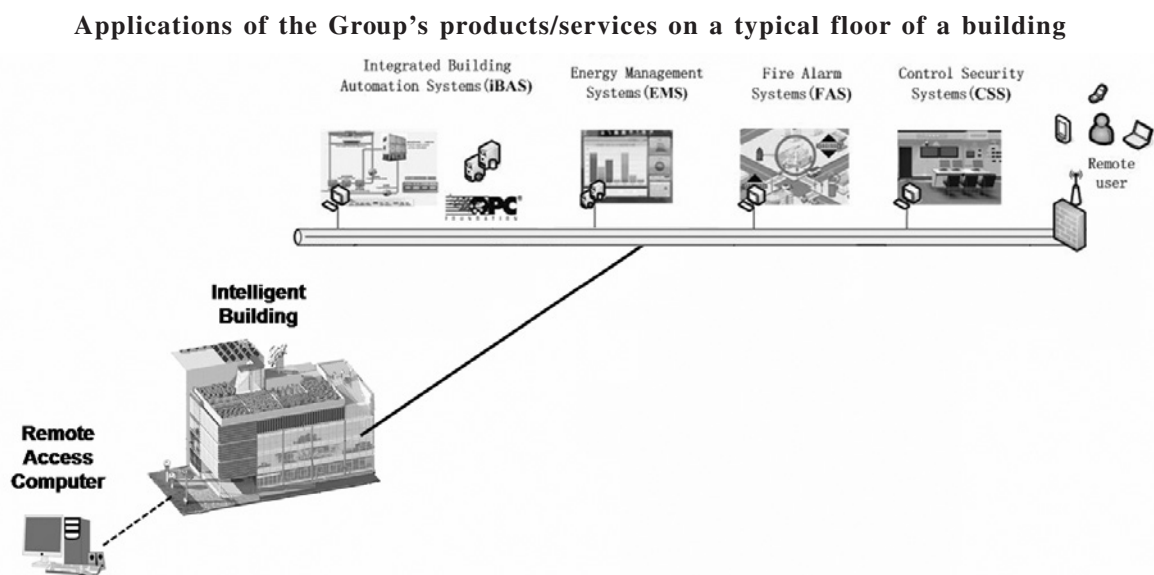 Applications of the Group's products/services on a typical floor of a building
Integrated Building
Automation Systems(iBAS)
Energy Management
Systems(EMS)
Fire Alarm
Systems(FAS)
Control Security
Systems(CSS)
Remote
user
OPC®
FOUNDATION
Intelligent
Building
Remote
Access
Computer